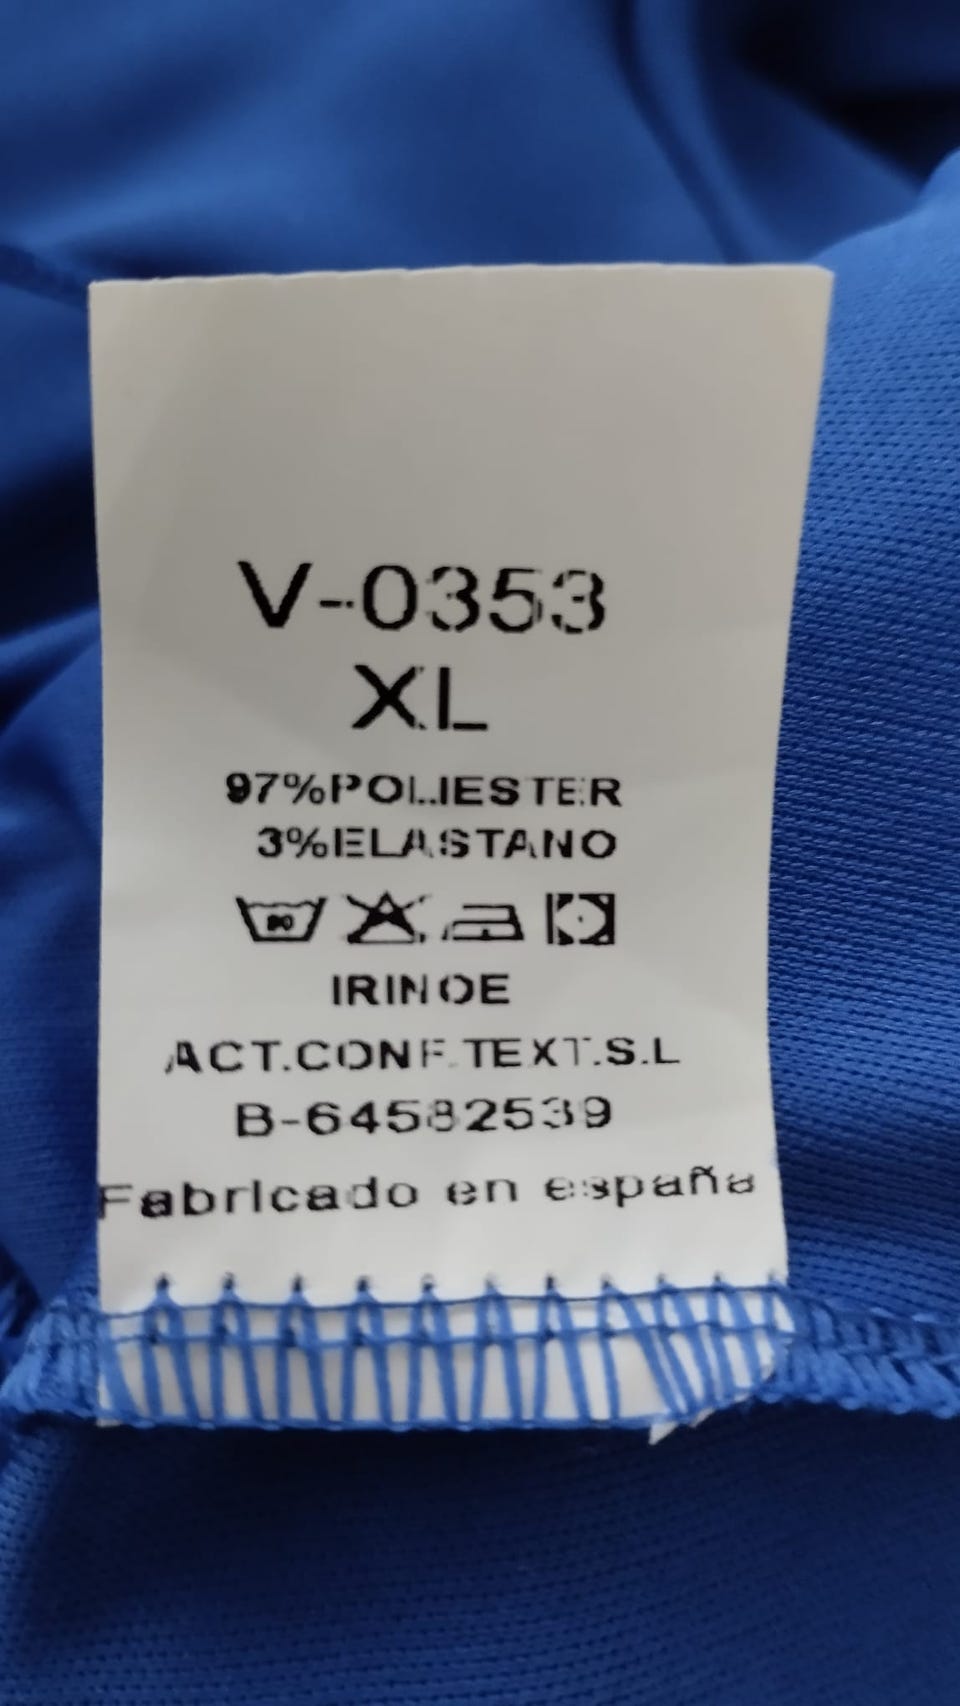 V-0353
XL
97%POLIESTER
3%ELASTANO
IRINOE
ACT.CONF.TEXT.S.L
B-64582539
Fabricado en españa